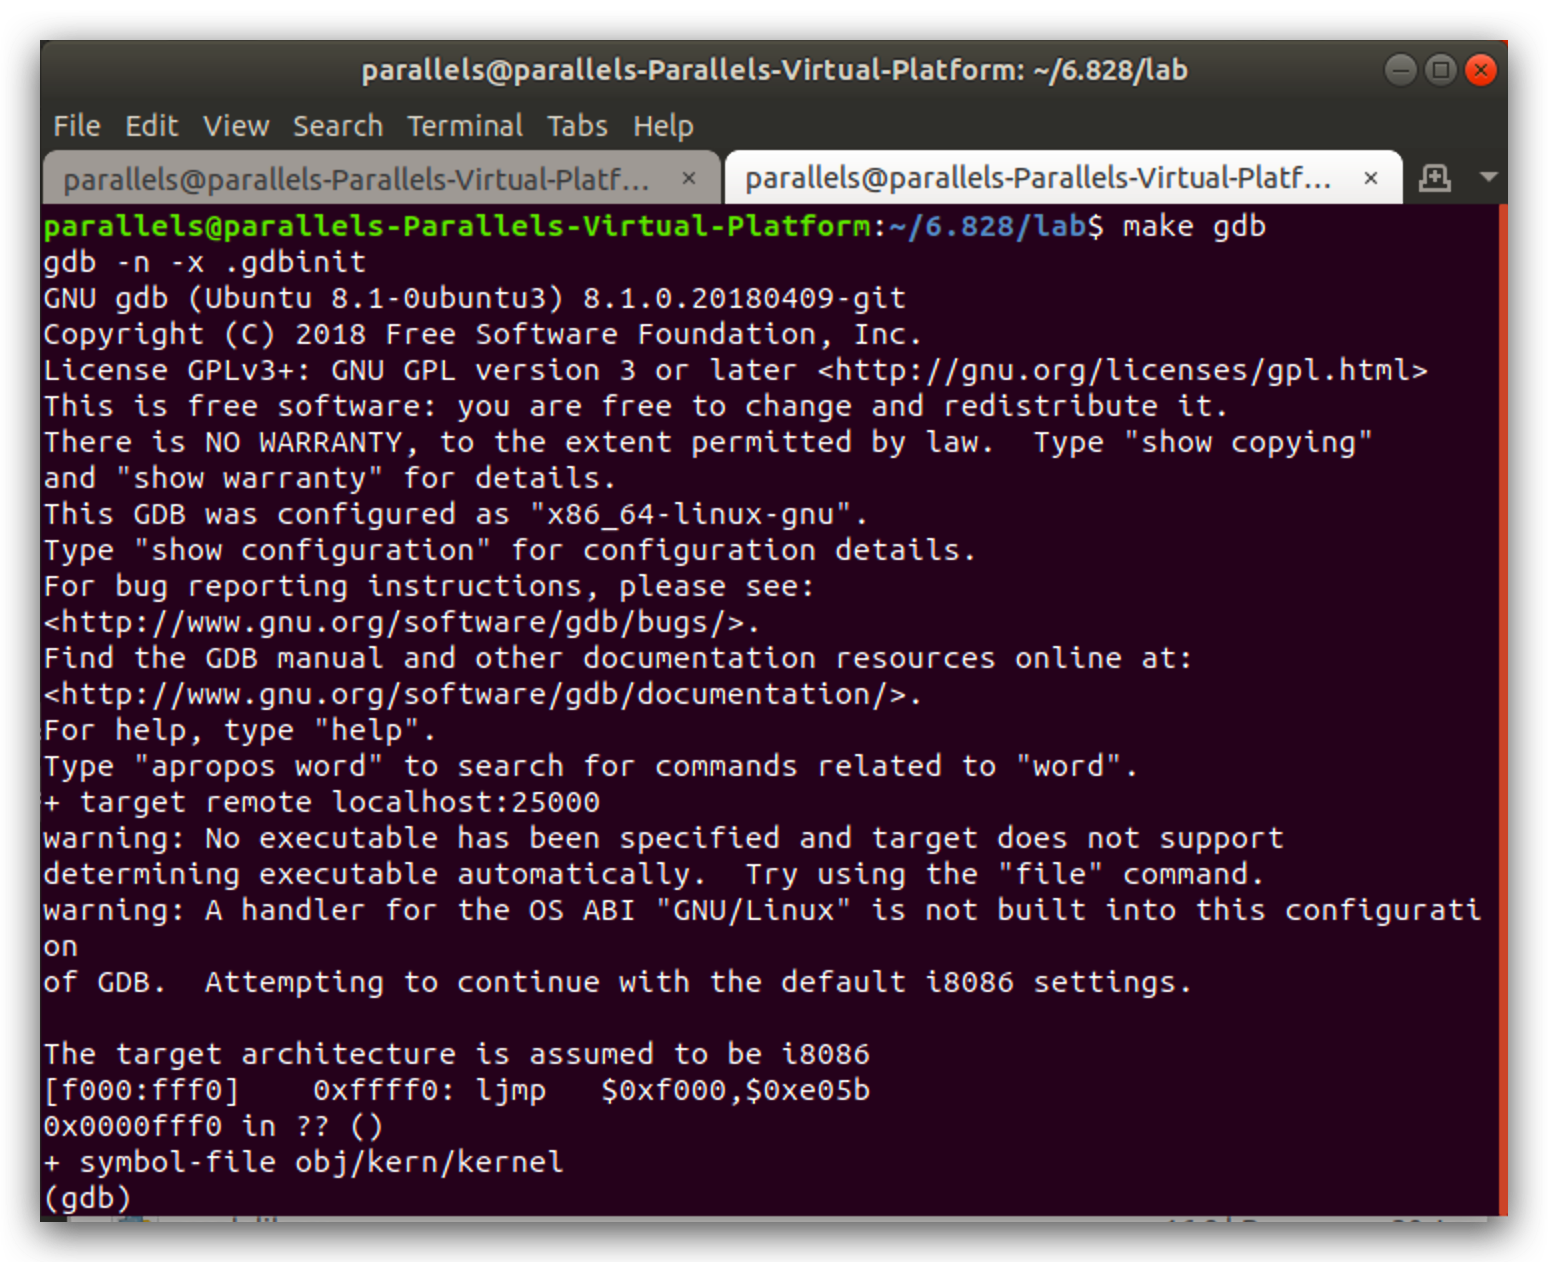 parallels@parallels-Parallels-Virtual-Platform: ~/6.828/lab
File Edit View Search Terminal Tabs Help
parallels@parallels-Parallels-Virtual-Platf... × parallels@parallels-Parallels-Virtual-Platf... ×
parallels@parallels-Parallels-Virtual-Platform:~/6.828/lab$ make gdb
gdb -n -x .gdbinit
GNU gdb (Ubuntu 8.1-0ubuntu3) 8.1.0.20180409-git
Copyright (C) 2018 Free Software Foundation, Inc.
License GPLv3+: GNU GPL version 3 or later <http://gnu.org/licenses/gpl.html>
This is free software: you are free to change and redistribute it.
There is NO WARRANTY, to the extent permitted by law.  Type "show copying"
and "show warranty" for details.
This GDB was configured as "x86_64-linux-gnu".
Type "show configuration" for configuration details.
For bug reporting instructions, please see:
<http://www.gnu.org/software/gdb/bugs/>.
Find the GDB manual and other documentation resources online at:
<http://www.gnu.org/software/gdb/documentation/>.
For help, type "help".
Type "apropos word" to search for commands related to "word".
+ target remote localhost:25000
warning: No executable has been specified and target does not support
determining executable automatically.  Try using the "file" command.
warning: A handler for the OS ABI "GNU/Linux" is not built into this configurati
on
of GDB.  Attempting to continue with the default i8086 settings.

The target architecture is assumed to be i8086
[f000:fff0]    0xffff0: ljmp   $0xf000,$0xe05b
0x0000fff0 in ?? ()
+ symbol-file obj/kern/kernel
(gdb)